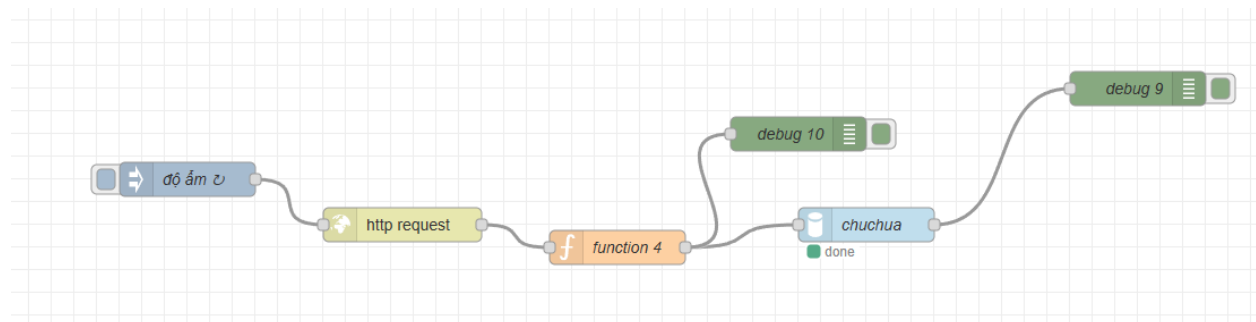 debug 9
debug 10
độ ẩm ↻
http request
chuchua
function 4
done